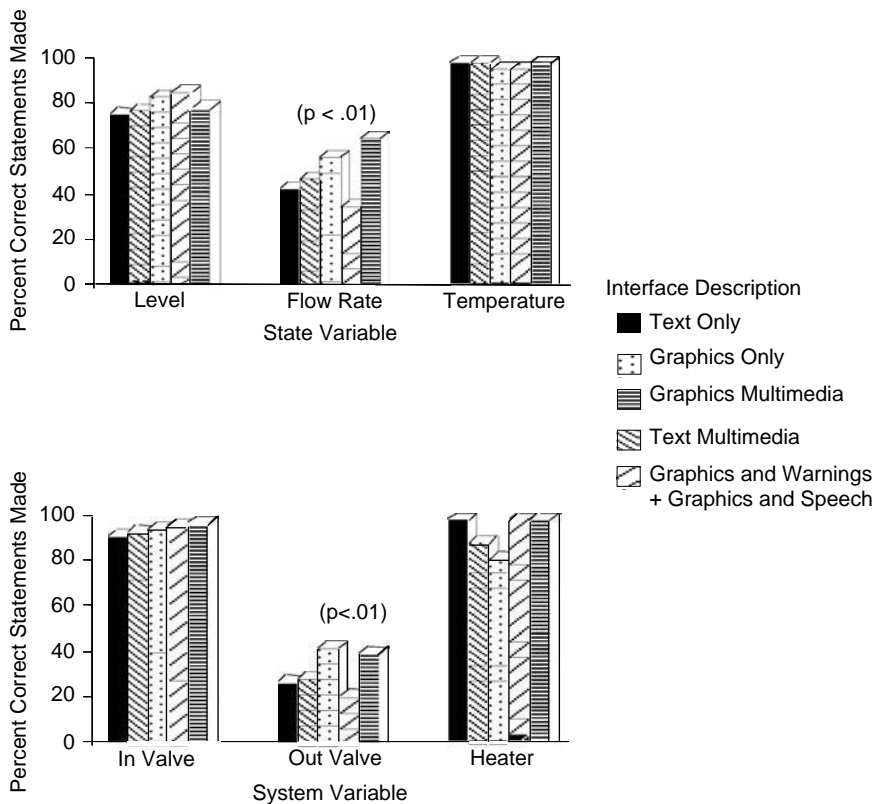 Percent Correct Statements Made
100
80
60
40
20
0
(p < .01)
Level
Flow Rate
Temperature
State Variable
Interface Description
Text Only
Graphics Only
Graphics Multimedia
Text Multimedia
Graphics and Warnings
+ Graphics and Speech
Percent Correct Statements Made
100
80
60
40
20
0
(p<.01)
In Valve
Out Valve
Heater
System Variable